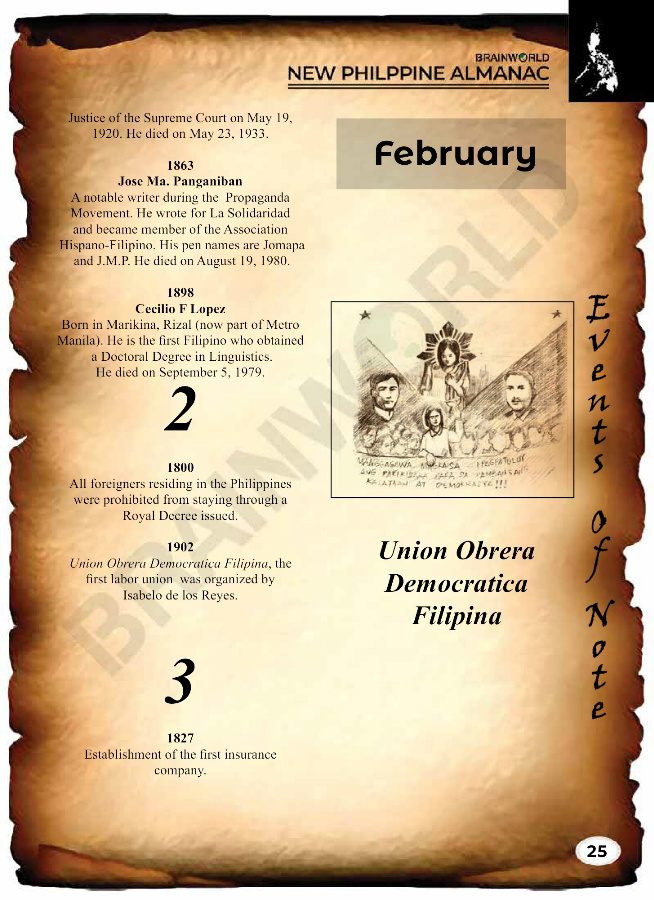 BRAINWORLD
NEW PHILPPINE ALMANAC
Justice of the Supreme Court on May 19,
1920. He died on May 23, 1933.
1863
Jose Ma. Panganiban
A notable writer during the Propaganda
Movement. He wrote for La Solidaridad
and became member of the Association
Hispano-Filipino. His pen names are Jomapa
and J.M.P. He died on August 19, 1980.
1898
Cecilio F Lopez
Born in Marikina, Rizal (now part of Metro
Manila). He is the first Filipino who obtained
a Doctoral Degree in Linguistics.
He died on September 5, 1979.
2
1800
All foreigners residing in the Philippines
were prohibited from staying through a
Royal Decree issued.
1902
Union Obrera Democratica Filipina, the
first labor union was organized by
Isabelo de los Reyes.
3
1827
Establishment of the first insurance
company.
February
ANG PARA SA PAMBANSANG
AT DEMOKRASYA!!!
Union Obrera
Democratica
Filipina
Events of Note
25
BRAINWORLD